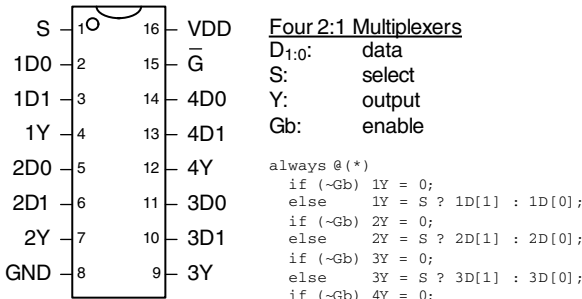 S 1 16 VDD
1D0 2 15 G̅
1D1 3 14 4D0
1Y 4 13 4D1
2D0 5 12 4Y
2D1 6 11 3D0
2Y 7 10 3D1
GND 8 9 3Y
Four 2:1 Multiplexers
D1:0: data
S: select
Y: output
Gb: enable
always @(*)
if (~Gb) 1Y = 0;
else 1Y = S ? 1D[1] : 1D[0];
if (~Gb) 2Y = 0;
else 2Y = S ? 2D[1] : 2D[0];
if (~Gb) 3Y = 0;
else 3Y = S ? 3D[1] : 3D[0];
if (~Gb) 4Y = 0;